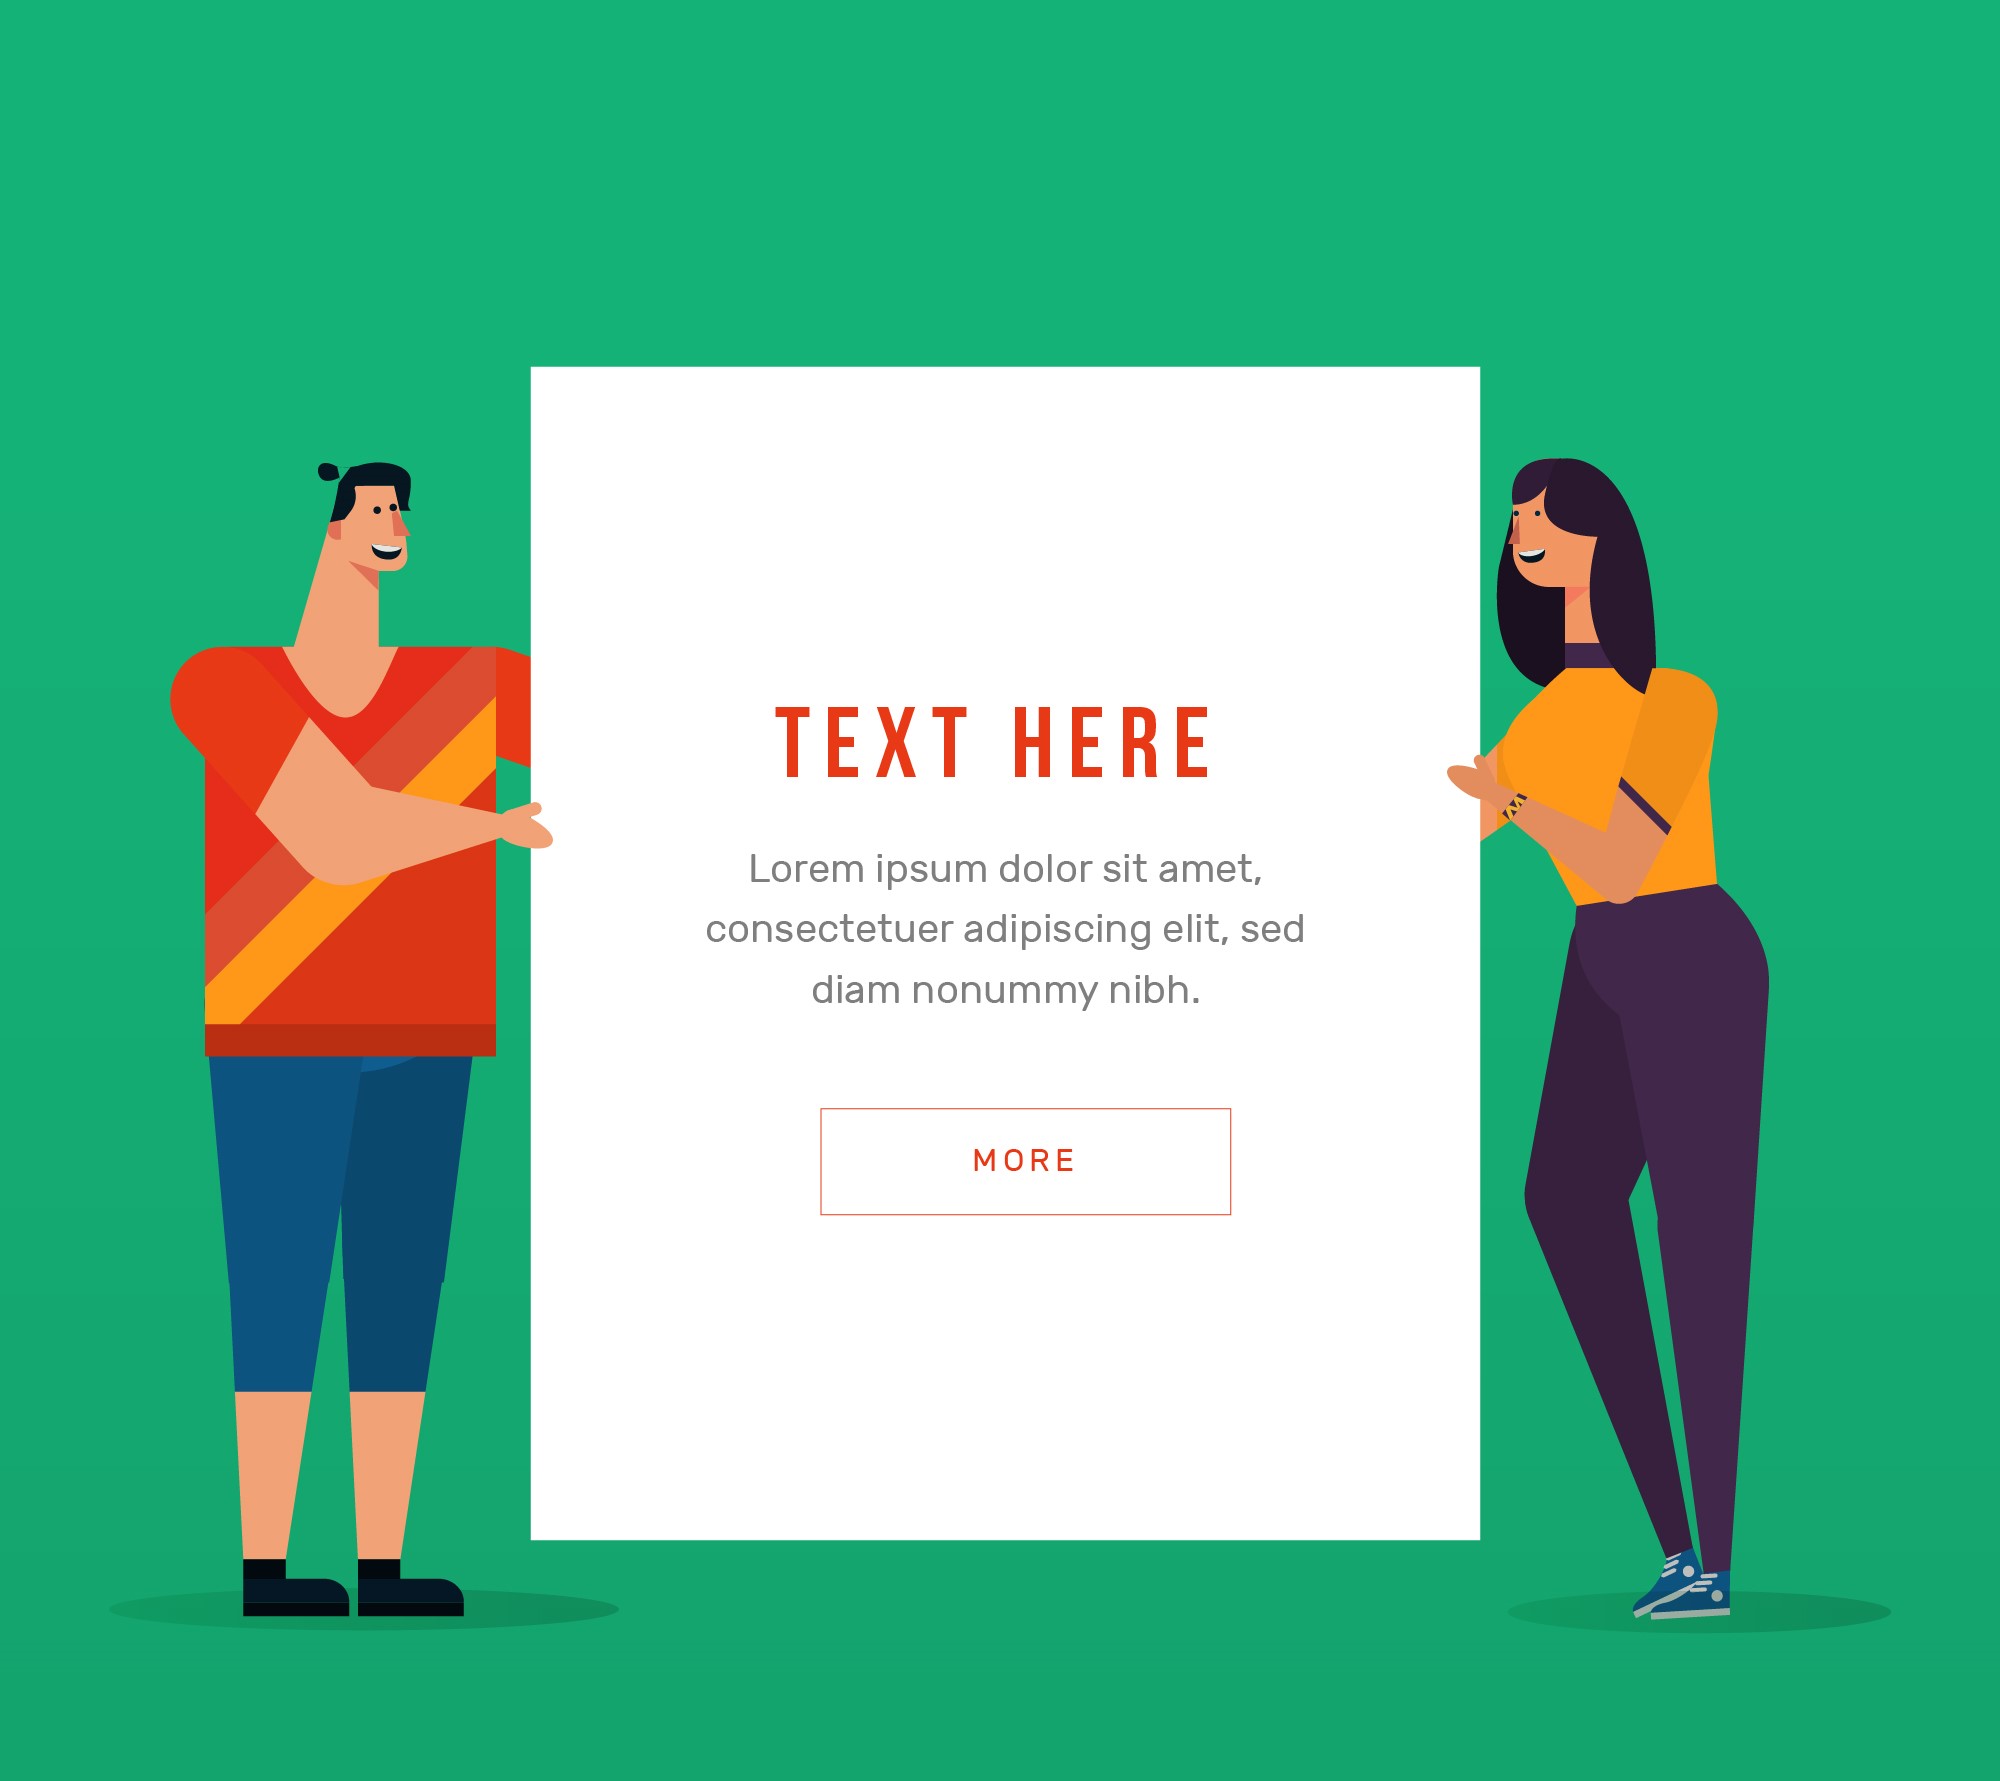 TEXT HERE
Lorem ipsum dolor sit amet,
consectetuer adipiscing elit, sed
diam nonummy nibh.
MORE